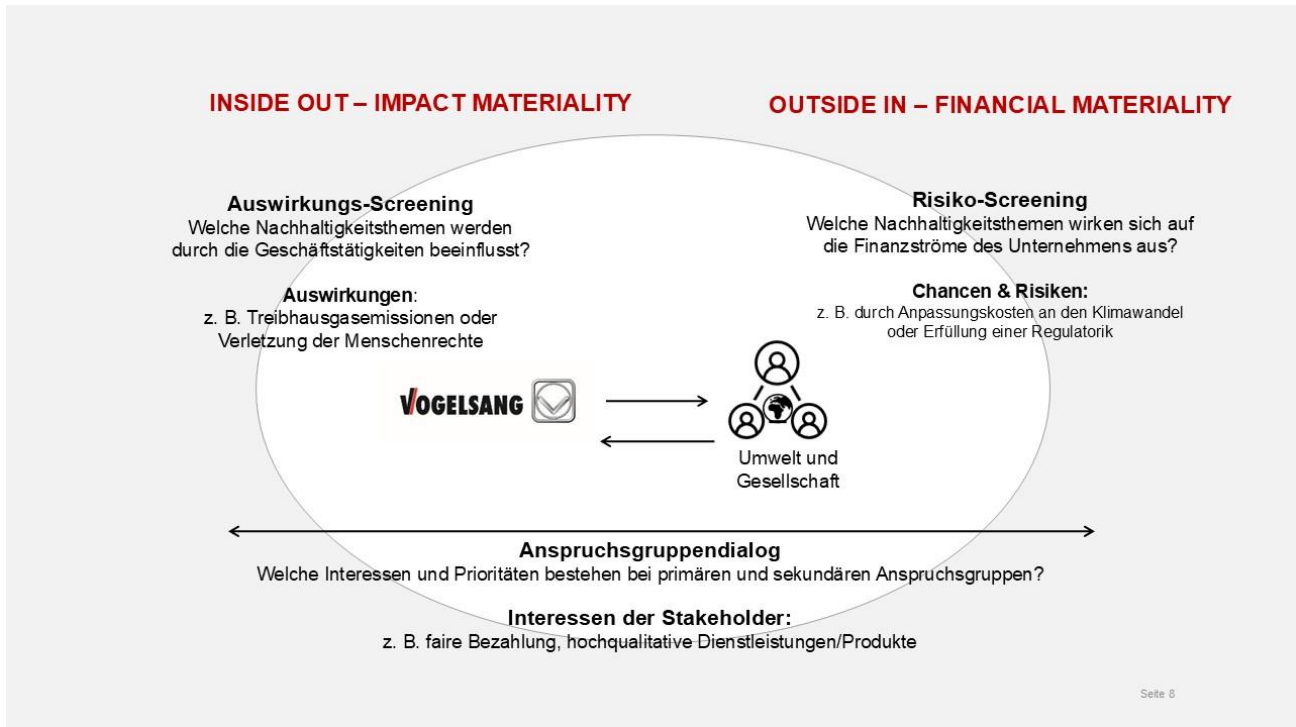 INSIDE OUT – IMPACT MATERIALITY
OUTSIDE IN – FINANCIAL MATERIALITY
Auswirkungs-Screening
Welche Nachhaltigkeitsthemen werden
durch die Geschäftstätigkeiten beeinflusst?
Auswirkungen:
z. B. Treibhausgasemissionen oder
Verletzung der Menschenrechte
Risiko-Screening
Welche Nachhaltigkeitsthemen wirken sich auf
die Finanzströme des Unternehmens aus?
Chancen & Risiken:
z. B. durch Anpassungskosten an den Klimawandel
oder Erfüllung einer Regulatorik
VOGELSANG
Umwelt und
Gesellschaft
Anspruchsgruppendialog
Welche Interessen und Prioritäten bestehen bei primären und sekundären Anspruchsgruppen?
Interessen der Stakeholder:
z. B. faire Bezahlung, hochqualitative Dienstleistungen/Produkte
Seite 8